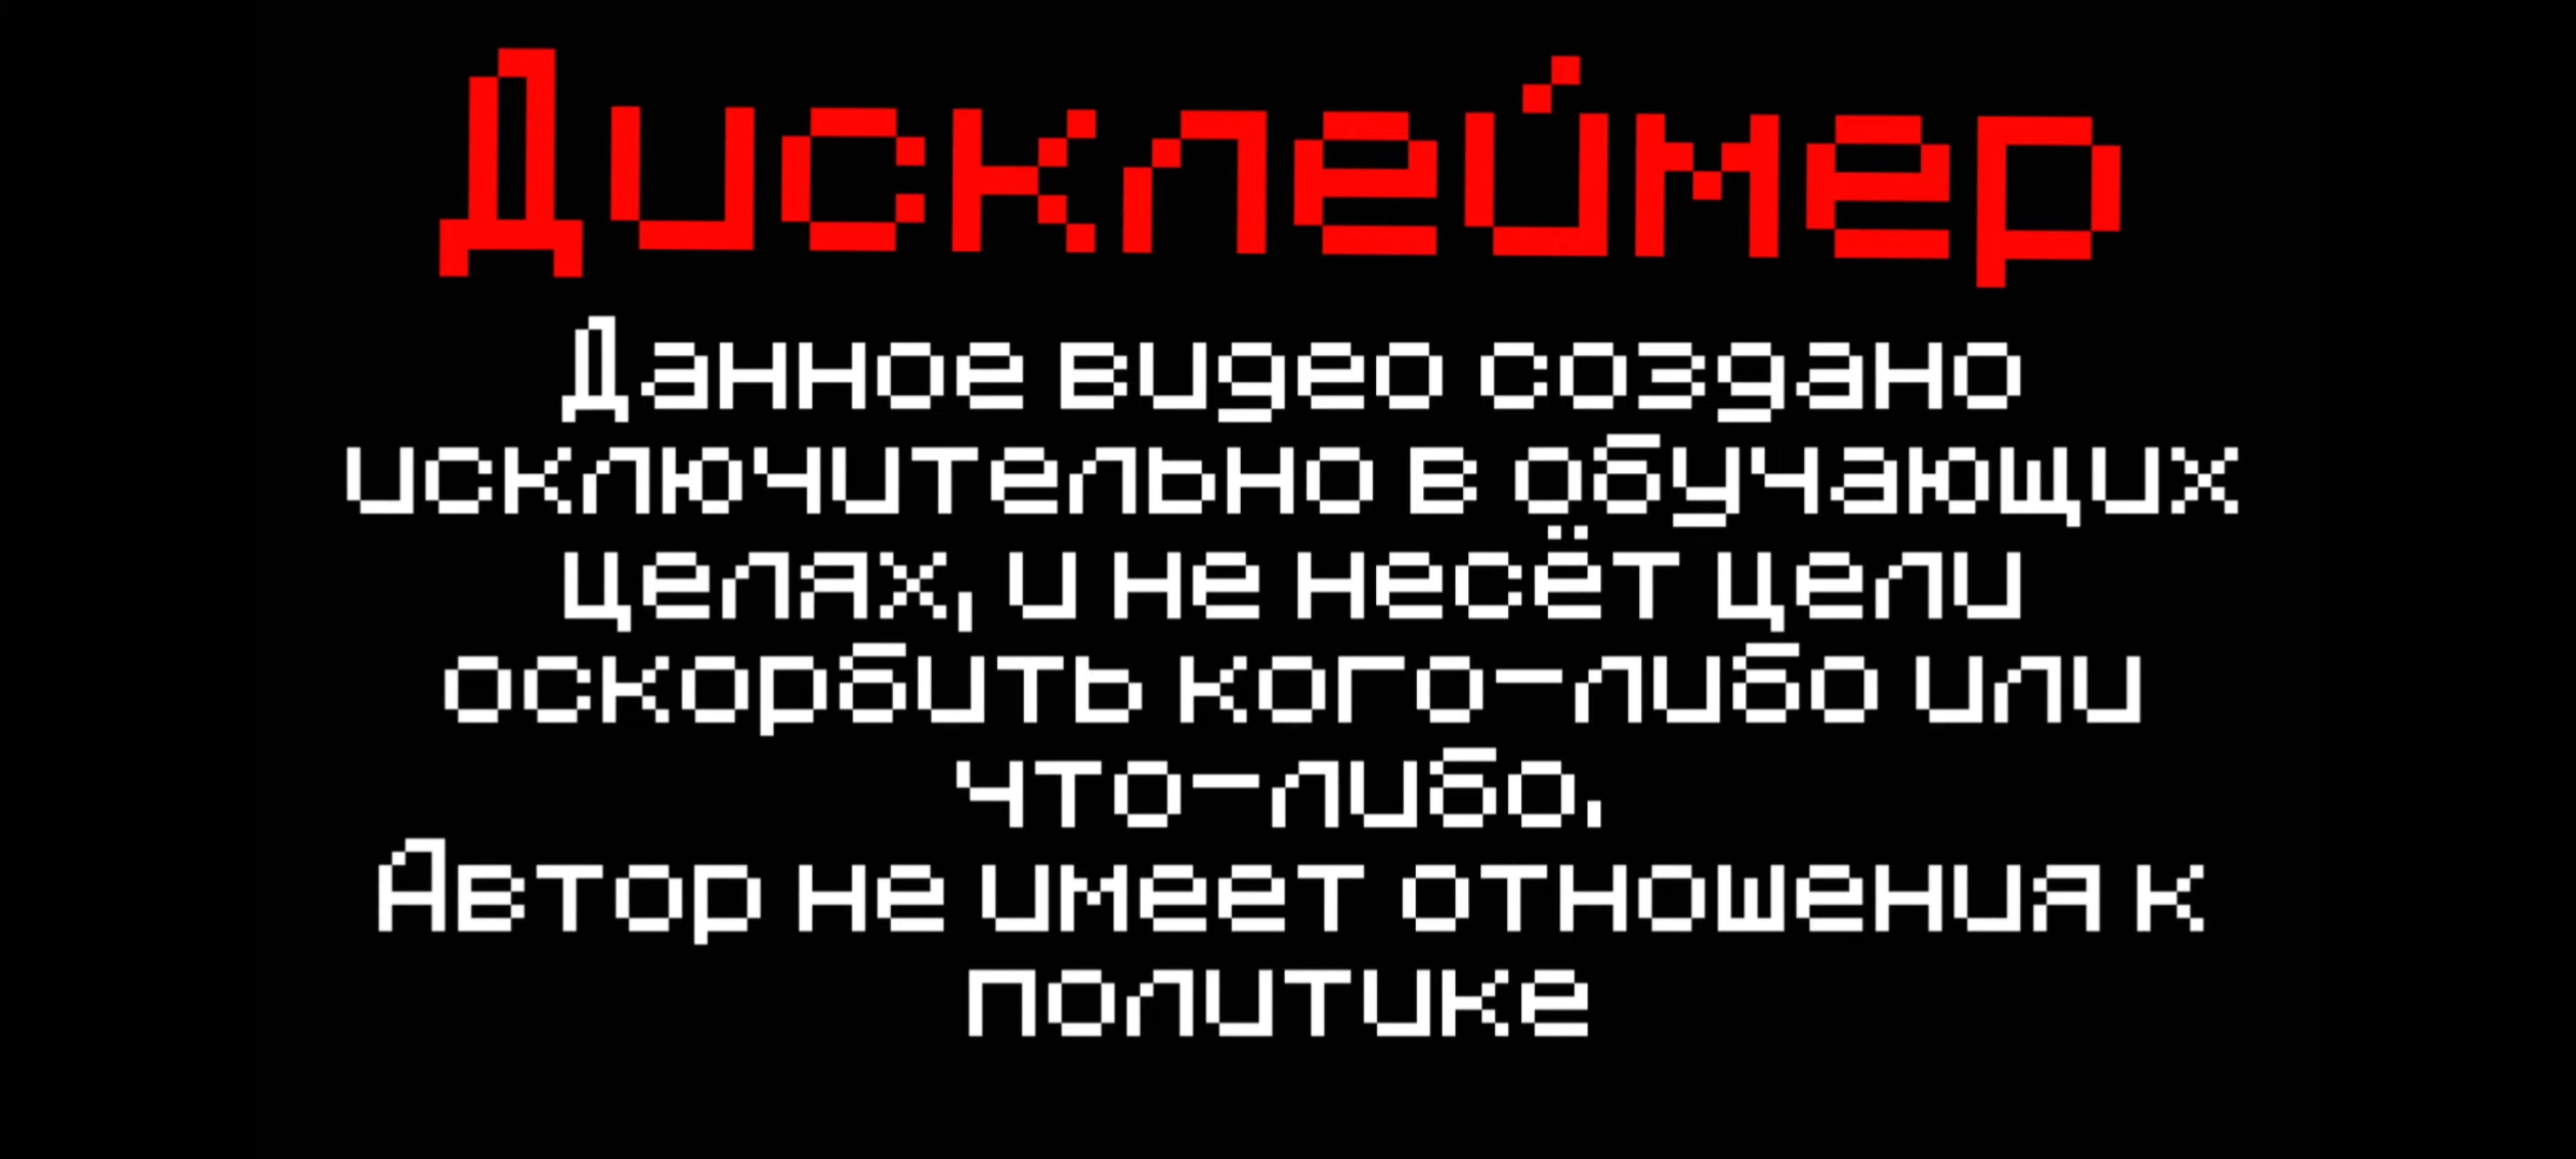 Дисклеймер
Данное видео создано
исключительно в обучающих
целях, и не несёт цели
оскорбить кого-либо или
что-либо.
Автор не имеет отношения к
политике